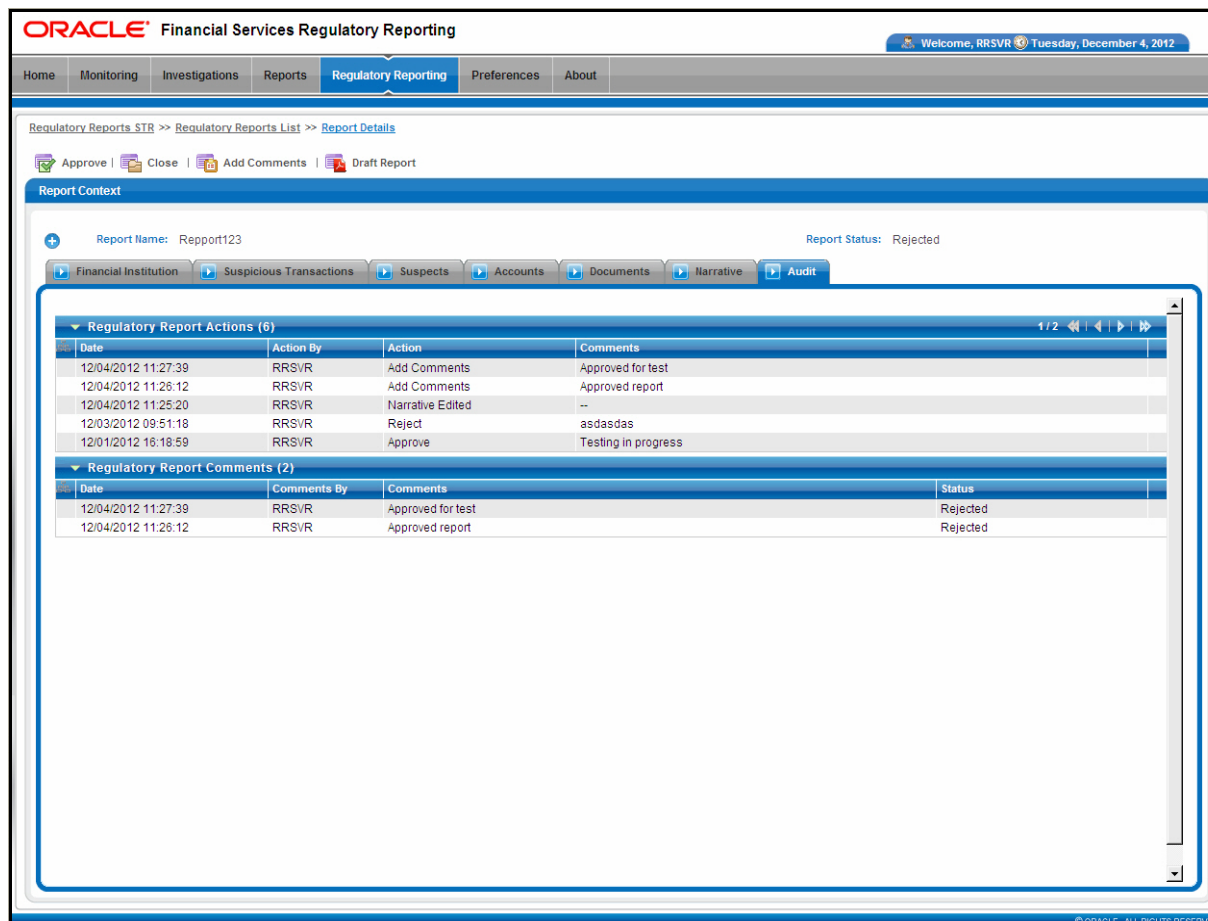 ORACLE® Financial Services Regulatory Reporting
Welcome, RRSVR Tuesday, December 4, 2012
Home Monitoring Investigations Reports Regulatory Reporting Preferences About
Regulatory Reports STR >> Regulatory Reports List >> Report Details
Approve | Close | Add Comments | Draft Report
Report Context
Report Name: Repport123 Report Status: Rejected
Financial Institution Suspicious Transactions Suspects Accounts Documents Narrative Audit
Regulatory Report Actions (6) 1/2
Date Action By Action Comments
12/04/2012 11:27:39 RRSVR Add Comments Approved for test
12/04/2012 11:26:12 RRSVR Add Comments Approved report
12/04/2012 11:25:20 RRSVR Narrative Edited --
12/03/2012 09:51:18 RRSVR Reject asdasdas
12/01/2012 16:18:59 RRSVR Approve Testing in progress
Regulatory Report Comments (2)
Date Comments By Comments Status
12/04/2012 11:27:39 RRSVR Approved for test Rejected
12/04/2012 11:26:12 RRSVR Approved report Rejected
© ORACLE ALL RIGHTS